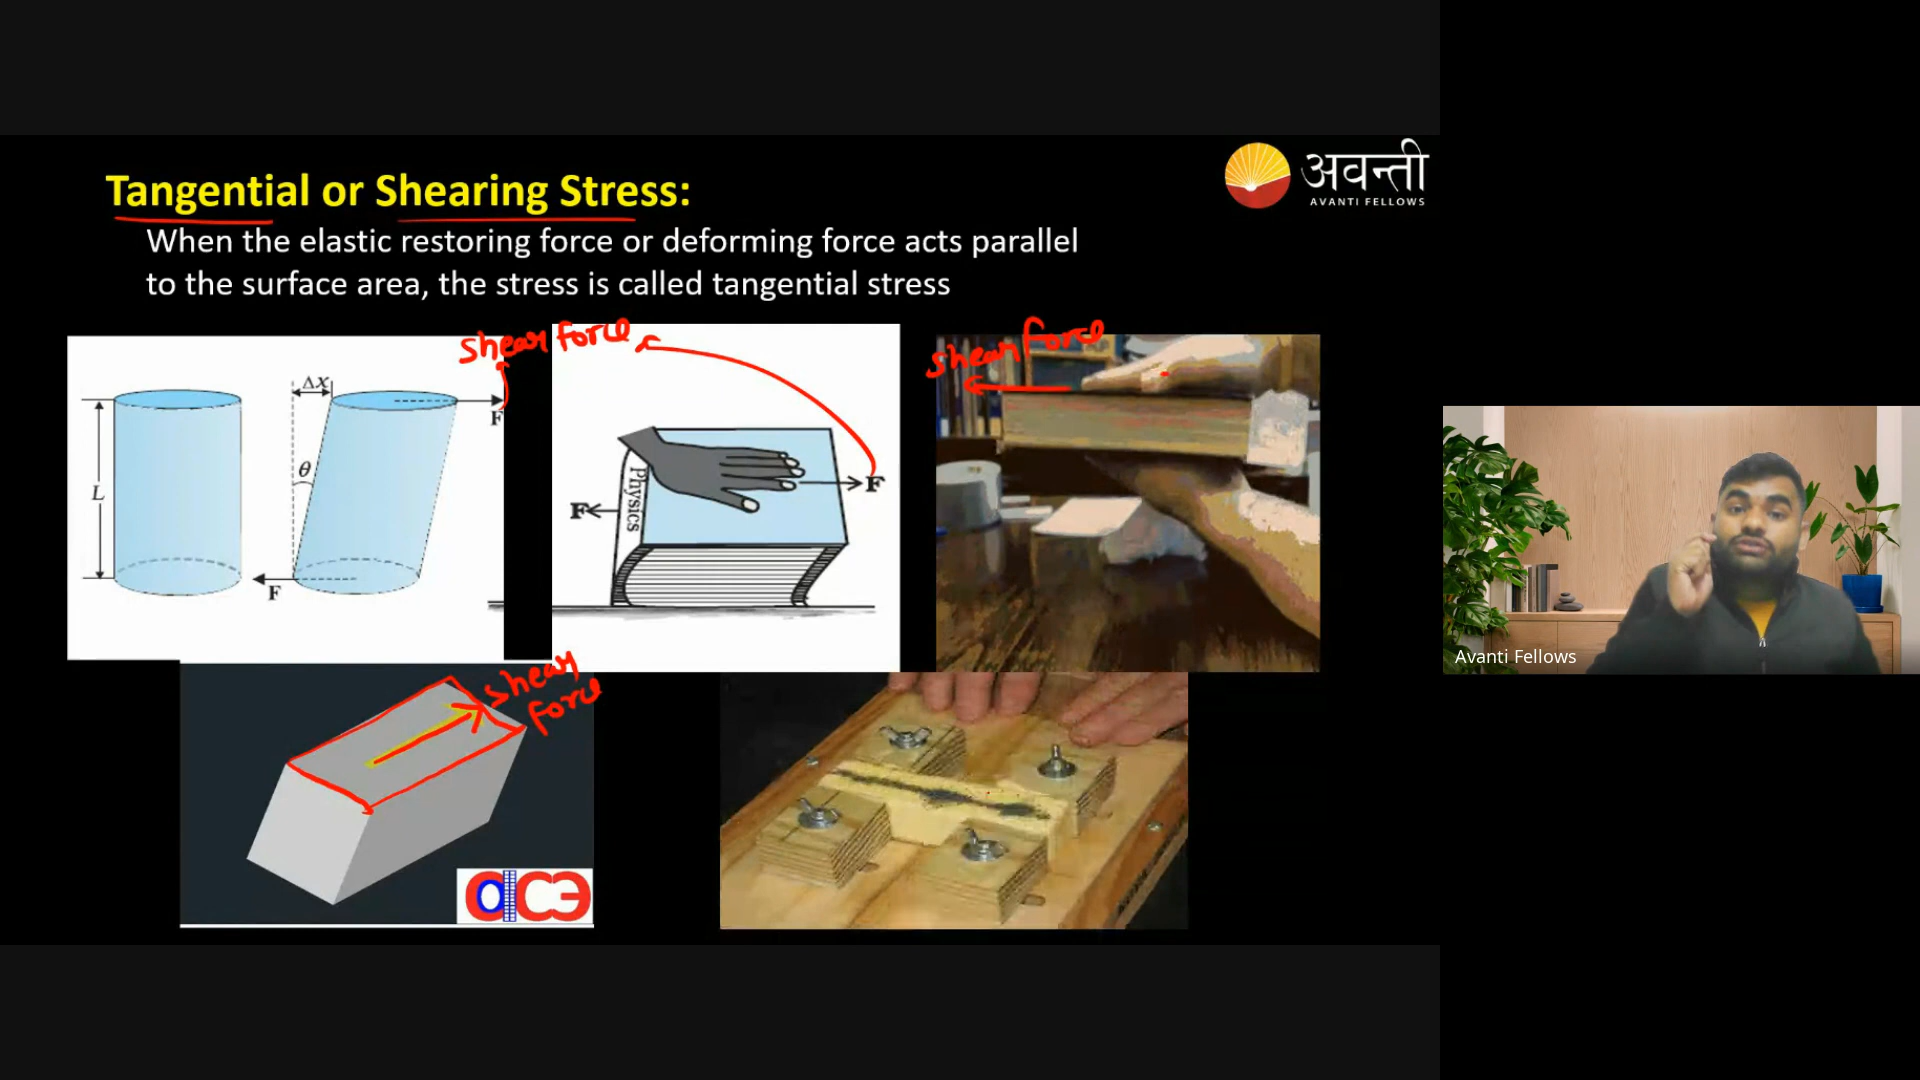 अवन्ती
AVANTI FELLOWS
Tangential or Shearing Stress:
When the elastic restoring force or deforming force acts parallel
to the surface area, the stress is called tangential stress
shear force
shear force
Δx
F
θ
L
F
Physics
F
F
shear
force
Avanti Fellows